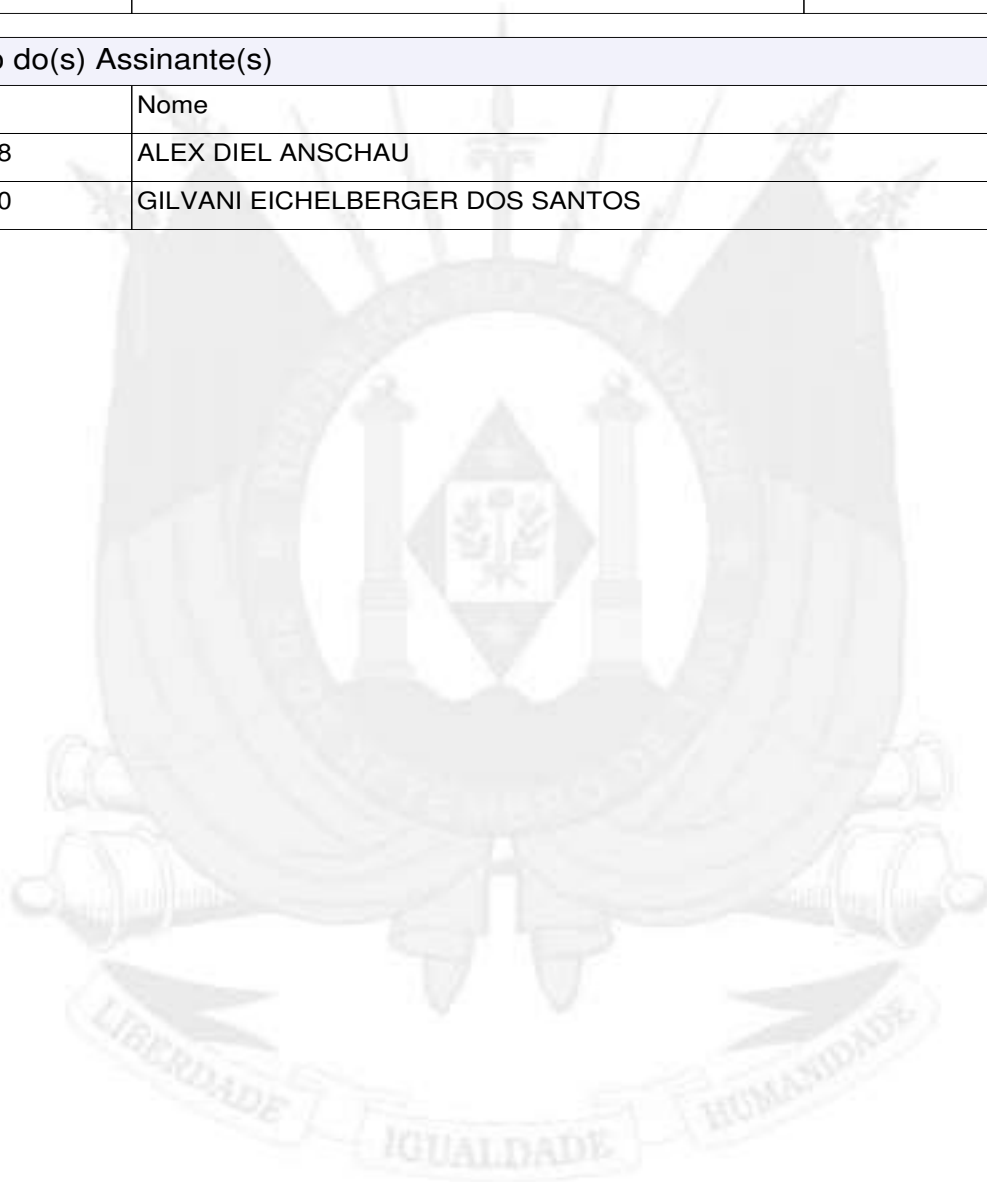 o do(s) Assinante(s)
Nome
8 ALEX DIEL ANSCHAU
0 GILVANI EICHELBERGER DOS SANTOS
LIBERDADE IGUALDADE HUMANIDADE